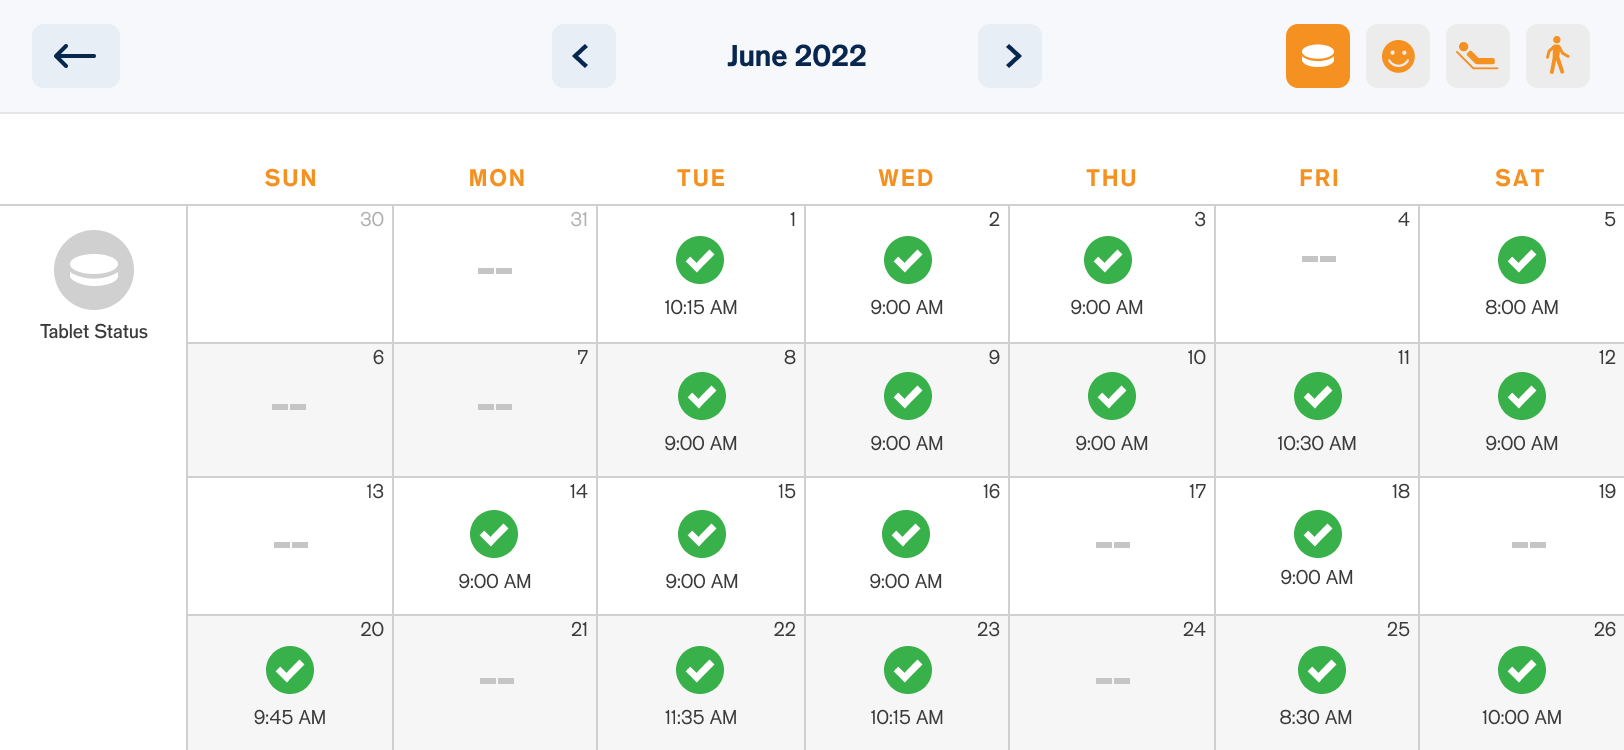 June 2022
SUN MON TUE WED THU FRI SAT
Tablet Status
30 31 1 2 3 4 5
-- --
10:15 AM 9:00 AM 9:00 AM 8:00 AM
6 7 8 9 10 11 12
-- --
9:00 AM 9:00 AM 9:00 AM 10:30 AM 9:00 AM
13 14 15 16 17 18 19
-- -- --
9:00 AM 9:00 AM 9:00 AM 9:00 AM
20 21 22 23 24 25 26
-- --
9:45 AM 11:35 AM 10:15 AM 8:30 AM 10:00 AM